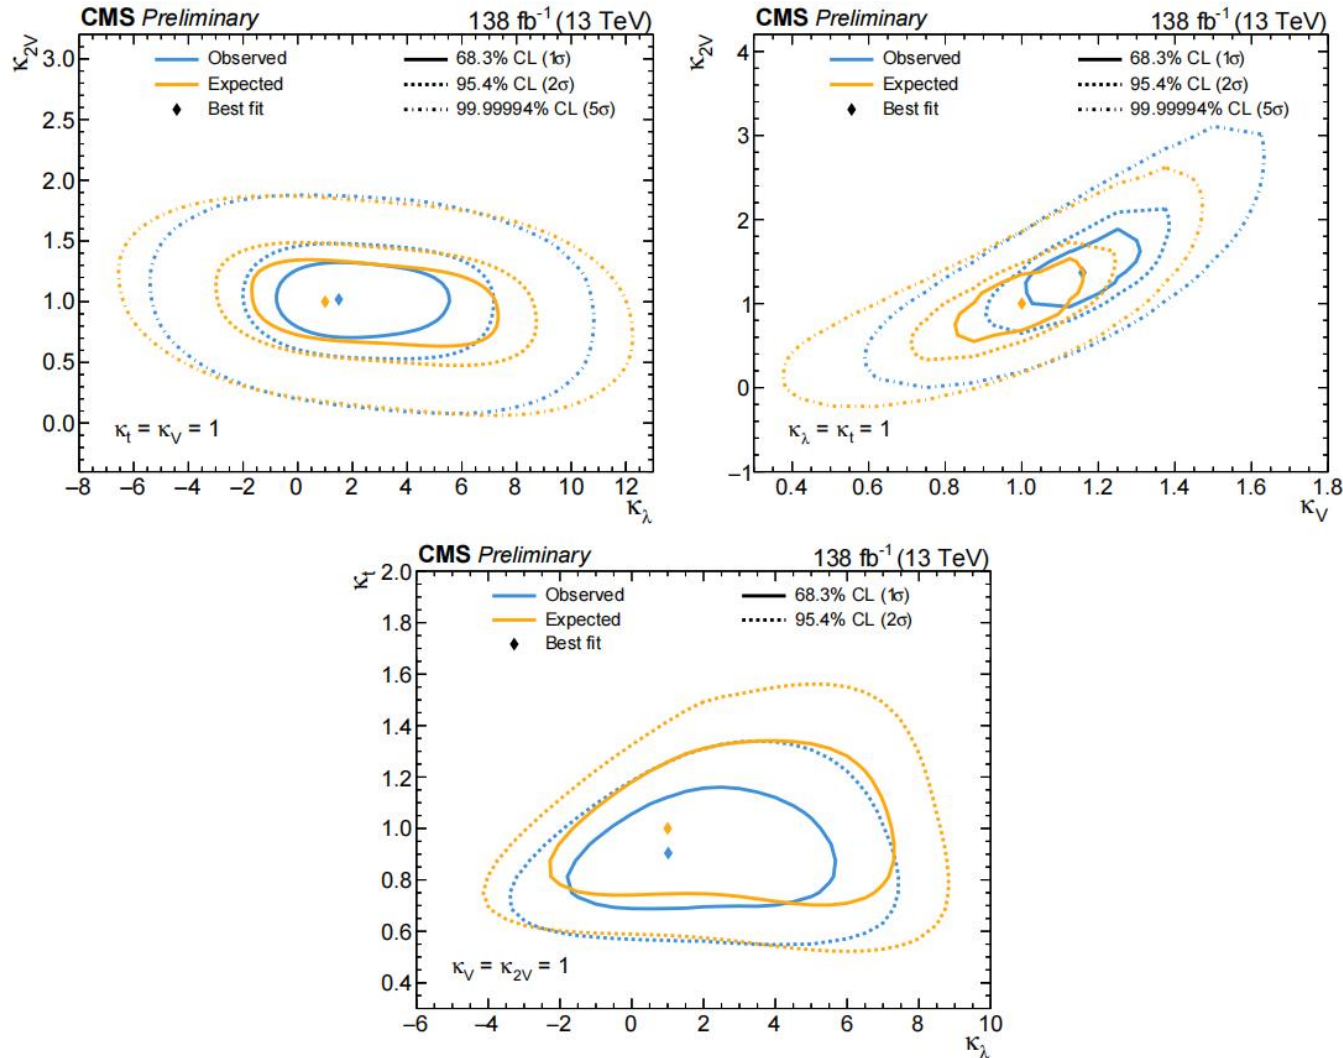 CMS Preliminary 138 fb⁻¹ (13 TeV)
κ2V
Observed 68.3% CL (1σ)
Expected 95.4% CL (2σ)
Best fit 99.99994% CL (5σ)
3.0
2.5
2.0
1.5
1.0
0.5
0.0
κt = κV = 1
−8 −6 −4 −2 0 2 4 6 8 10 12
κλ
CMS Preliminary 138 fb⁻¹ (13 TeV)
κ2V
Observed 68.3% CL (1σ)
Expected 95.4% CL (2σ)
Best fit 99.99994% CL (5σ)
4
3
2
1
0
−1
κλ = κt = 1
0.4 0.6 0.8 1.0 1.2 1.4 1.6 1.8
κV
CMS Preliminary 138 fb⁻¹ (13 TeV)
κt
Observed 68.3% CL (1σ)
Expected 95.4% CL (2σ)
Best fit
2.0
1.8
1.6
1.4
1.2
1.0
0.8
0.6
0.4
κV = κ2V = 1
−6 −4 −2 0 2 4 6 8 10
κλ